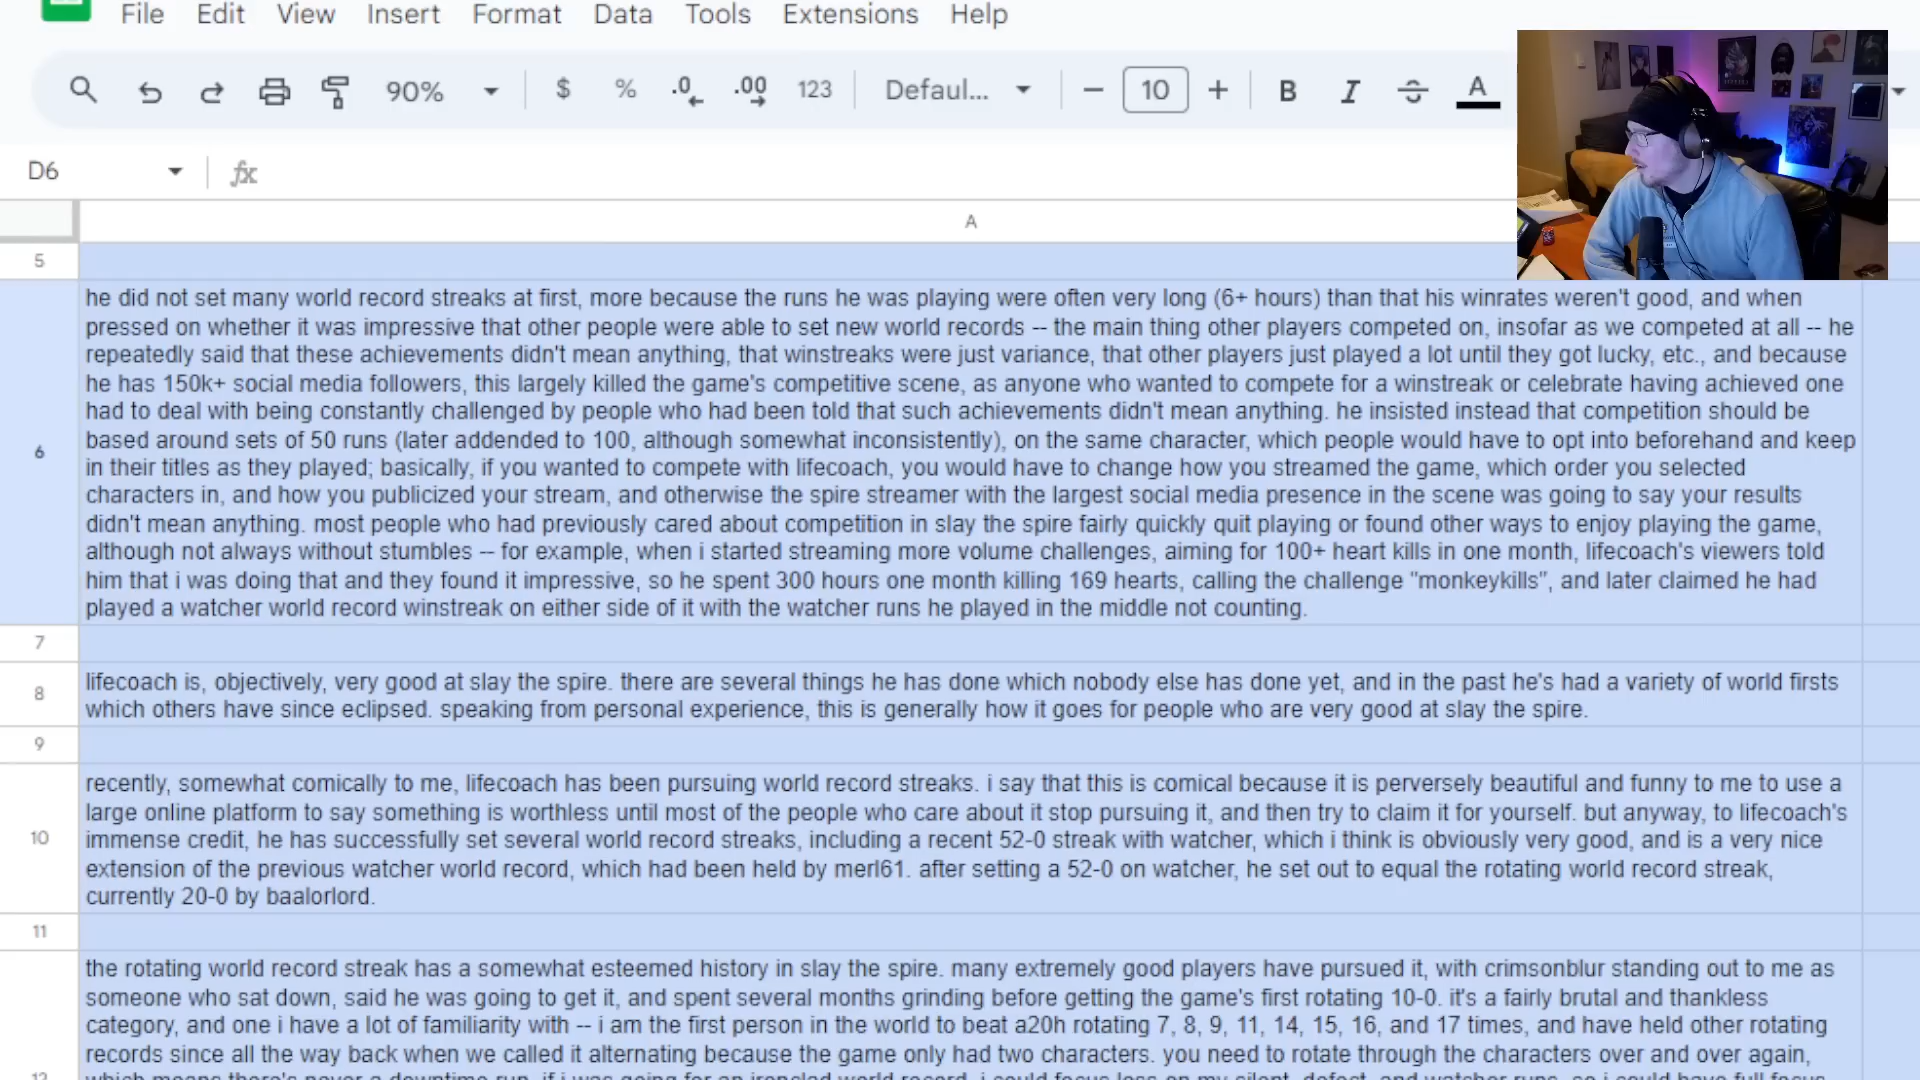 File Edit View Insert Format Data Tools Extensions Help
90% $ % .0 .00 123 Defaul... − 10 + B I S A
D6 fx
A
5
he did not set many world record streaks at first, more because the runs he was playing were often very long (6+ hours) than that his winrates weren't good, and when
pressed on whether it was impressive that other people were able to set new world records -- the main thing other players competed on, insofar as we competed at all -- he
repeatedly said that these achievements didn't mean anything, that winstreaks were just variance, that other players just played a lot until they got lucky, etc., and because
he has 150k+ social media followers, this largely killed the game's competitive scene, as anyone who wanted to compete for a winstreak or celebrate having achieved one
had to deal with being constantly challenged by people who had been told that such achievements didn't mean anything. he insisted instead that competition should be
based around sets of 50 runs (later addended to 100, although somewhat inconsistently), on the same character, which people would have to opt into beforehand and keep
6
in their titles as they played; basically, if you wanted to compete with lifecoach, you would have to change how you streamed the game, which order you selected
characters in, and how you publicized your stream, and otherwise the spire streamer with the largest social media presence in the scene was going to say your results
didn't mean anything. most people who had previously cared about competition in slay the spire fairly quickly quit playing or found other ways to enjoy playing the game,
although not always without stumbles -- for example, when i started streaming more volume challenges, aiming for 100+ heart kills in one month, lifecoach's viewers told
him that i was doing that and they found it impressive, so he spent 300 hours one month killing 169 hearts, calling the challenge "monkeykills", and later claimed he had
played a watcher world record winstreak on either side of it with the watcher runs he played in the middle not counting.
7
8
lifecoach is, objectively, very good at slay the spire. there are several things he has done which nobody else has done yet, and in the past he's had a variety of world firsts
which others have since eclipsed. speaking from personal experience, this is generally how it goes for people who are very good at slay the spire.
9
recently, somewhat comically to me, lifecoach has been pursuing world record streaks. i say that this is comical because it is perversely beautiful and funny to me to use a
large online platform to say something is worthless until most of the people who care about it stop pursuing it, and then try to claim it for yourself. but anyway, to lifecoach's
10
immense credit, he has successfully set several world record streaks, including a recent 52-0 streak with watcher, which i think is obviously very good, and is a very nice
extension of the previous watcher world record, which had been held by merl61. after setting a 52-0 on watcher, he set out to equal the rotating world record streak,
currently 20-0 by baalorlord.
11
the rotating world record streak has a somewhat esteemed history in slay the spire. many extremely good players have pursued it, with crimsonblur standing out to me as
someone who sat down, said he was going to get it, and spent several months grinding before getting the game's first rotating 10-0. it's a fairly brutal and thankless
category, and one i have a lot of familiarity with -- i am the first person in the world to beat a20h rotating 7, 8, 9, 11, 14, 15, 16, and 17 times, and have held other rotating
records since all the way back when we called it alternating because the game only had two characters. you need to rotate through the characters over and over again,
12
which means there's never a downtime run. if i was going for an ironclad world record, i could focus less on my silent, defect, and watcher runs, so i could have full focus